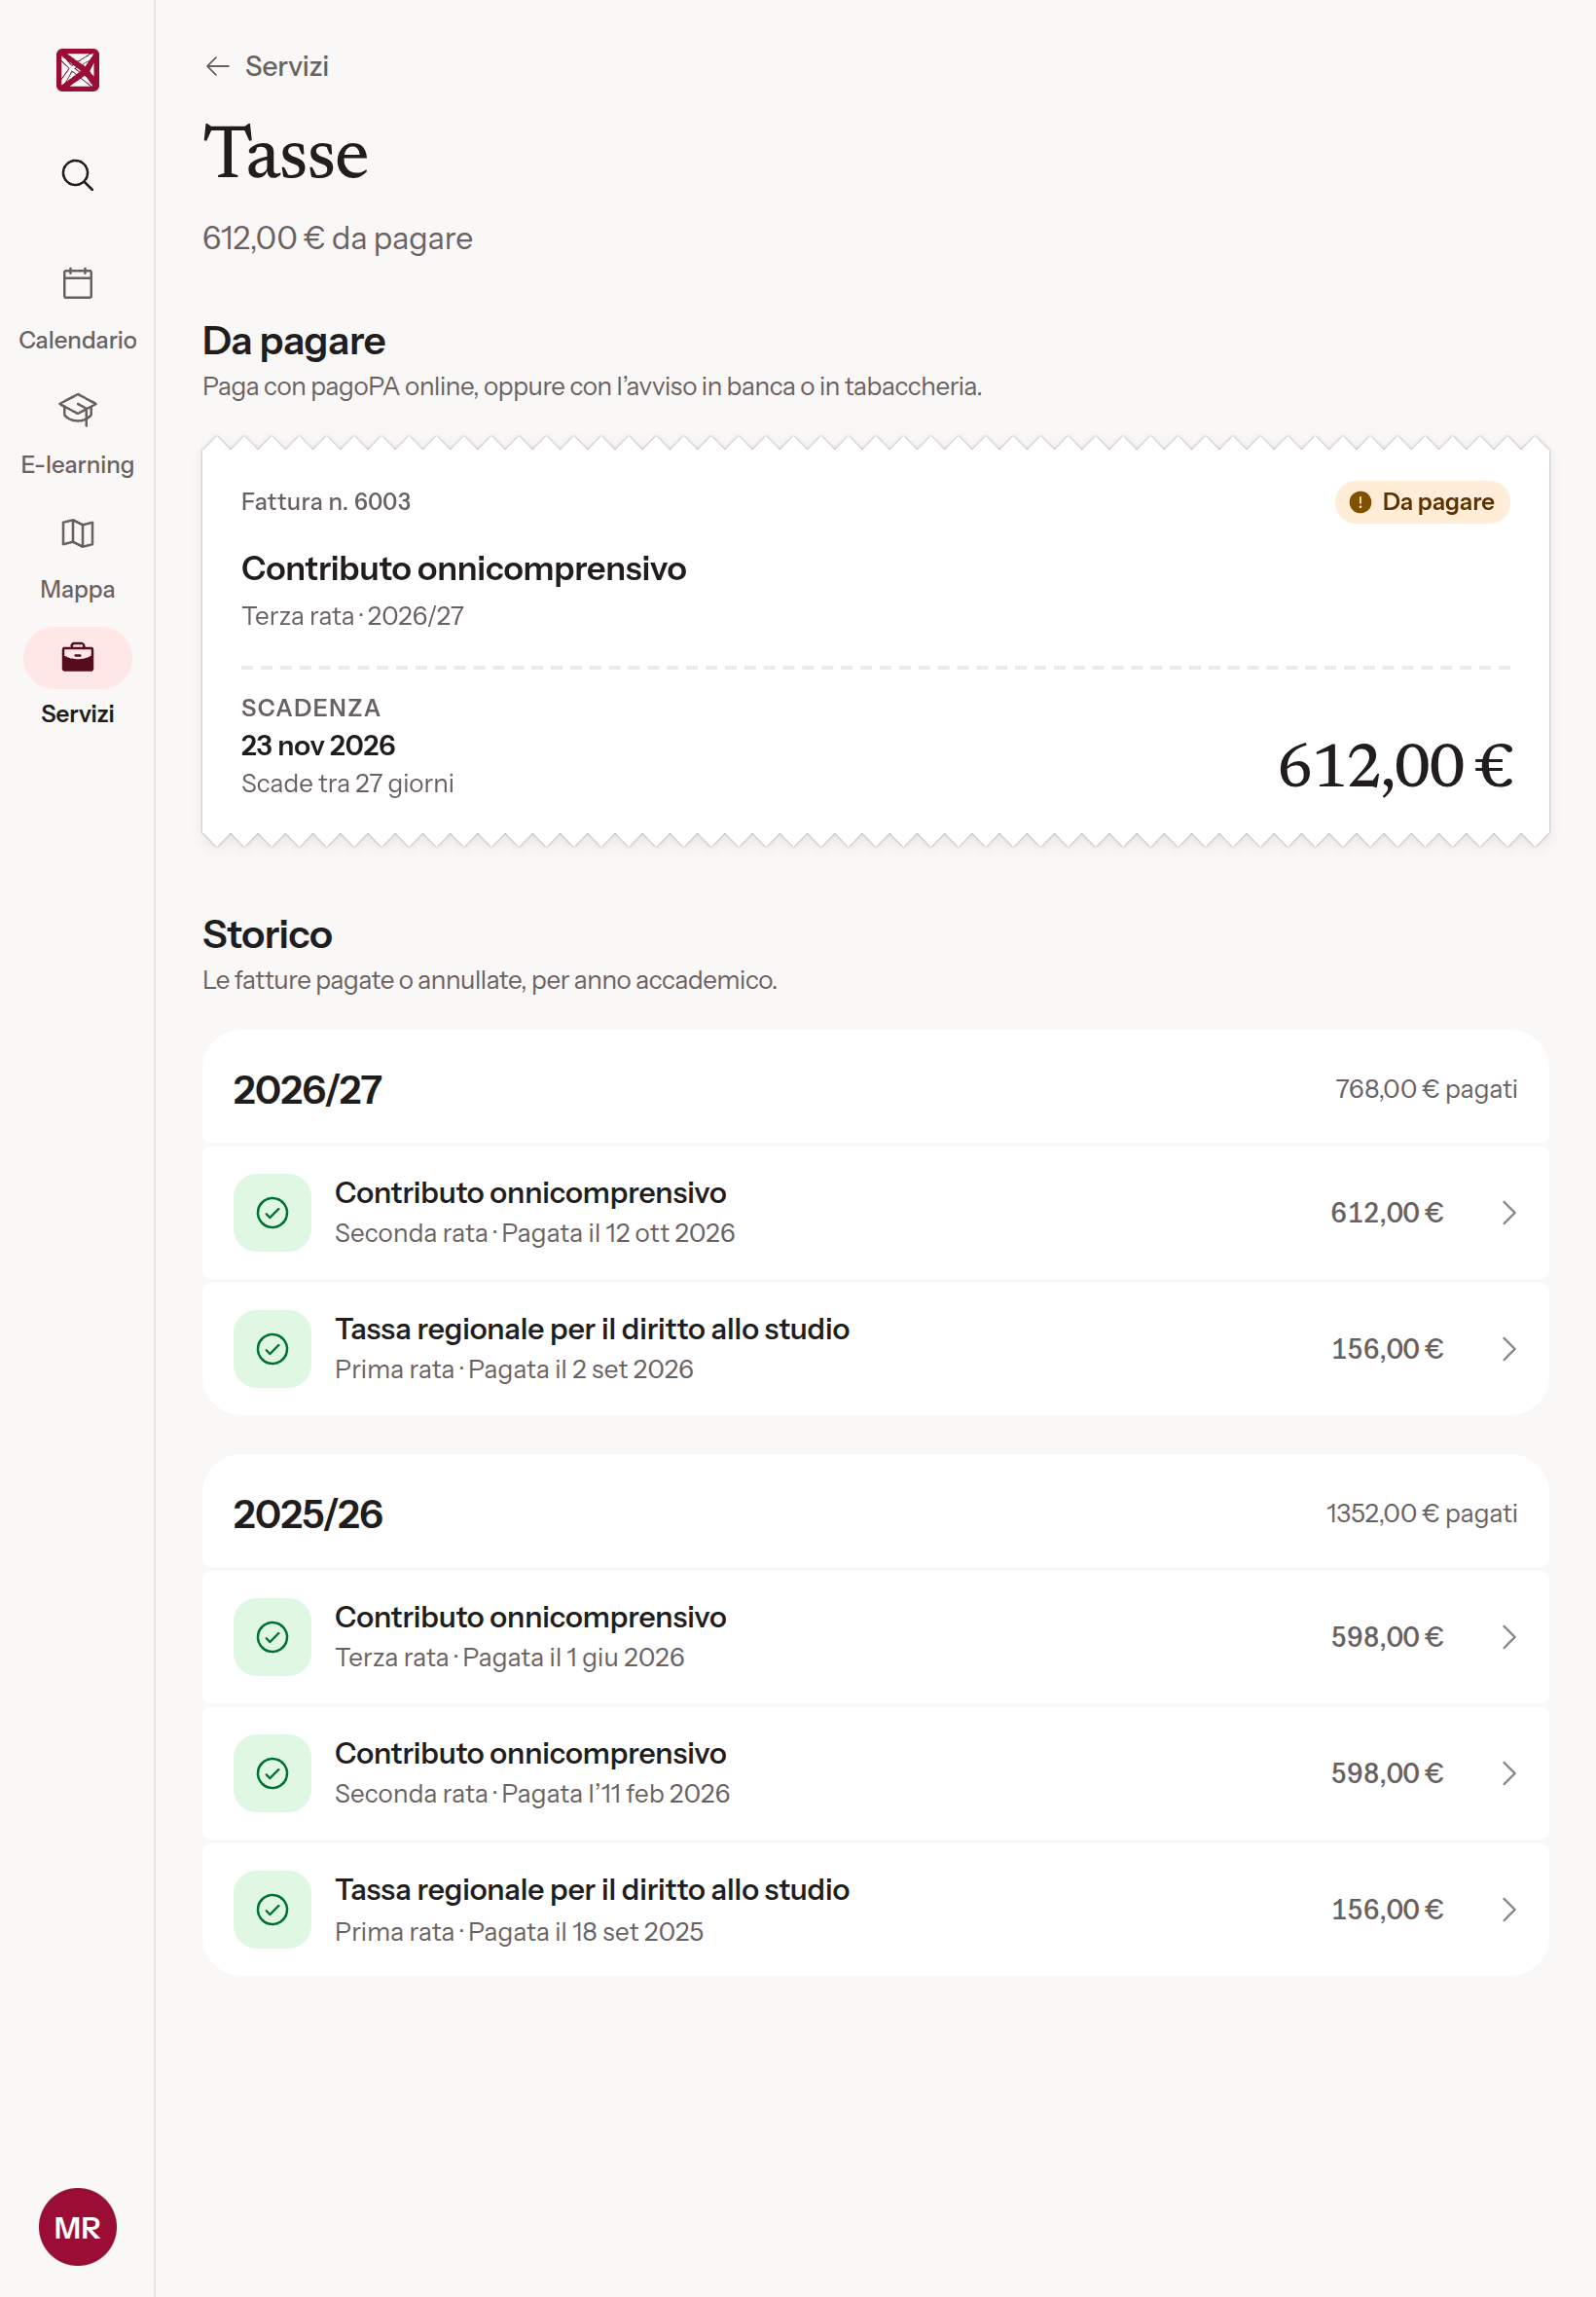 Servizi
Tasse
612,00 € da pagare
Calendario
E-learning
Mappa
Servizi
Da pagare
Paga con pagoPA online, oppure con l’avviso in banca o in tabaccheria.
Fattura n. 6003
Da pagare
Contributo onnicomprensivo
Terza rata · 2026/27
SCADENZA
23 nov 2026
Scade tra 27 giorni
612,00 €
Storico
Le fatture pagate o annullate, per anno accademico.
2026/27
768,00 € pagati
Contributo onnicomprensivo
Seconda rata · Pagata il 12 ott 2026
612,00 €
Tassa regionale per il diritto allo studio
Prima rata · Pagata il 2 set 2026
156,00 €
2025/26
1352,00 € pagati
Contributo onnicomprensivo
Terza rata · Pagata il 1 giu 2026
598,00 €
Contributo onnicomprensivo
Seconda rata · Pagata l’11 feb 2026
598,00 €
Tassa regionale per il diritto allo studio
Prima rata · Pagata il 18 set 2025
156,00 €
MR